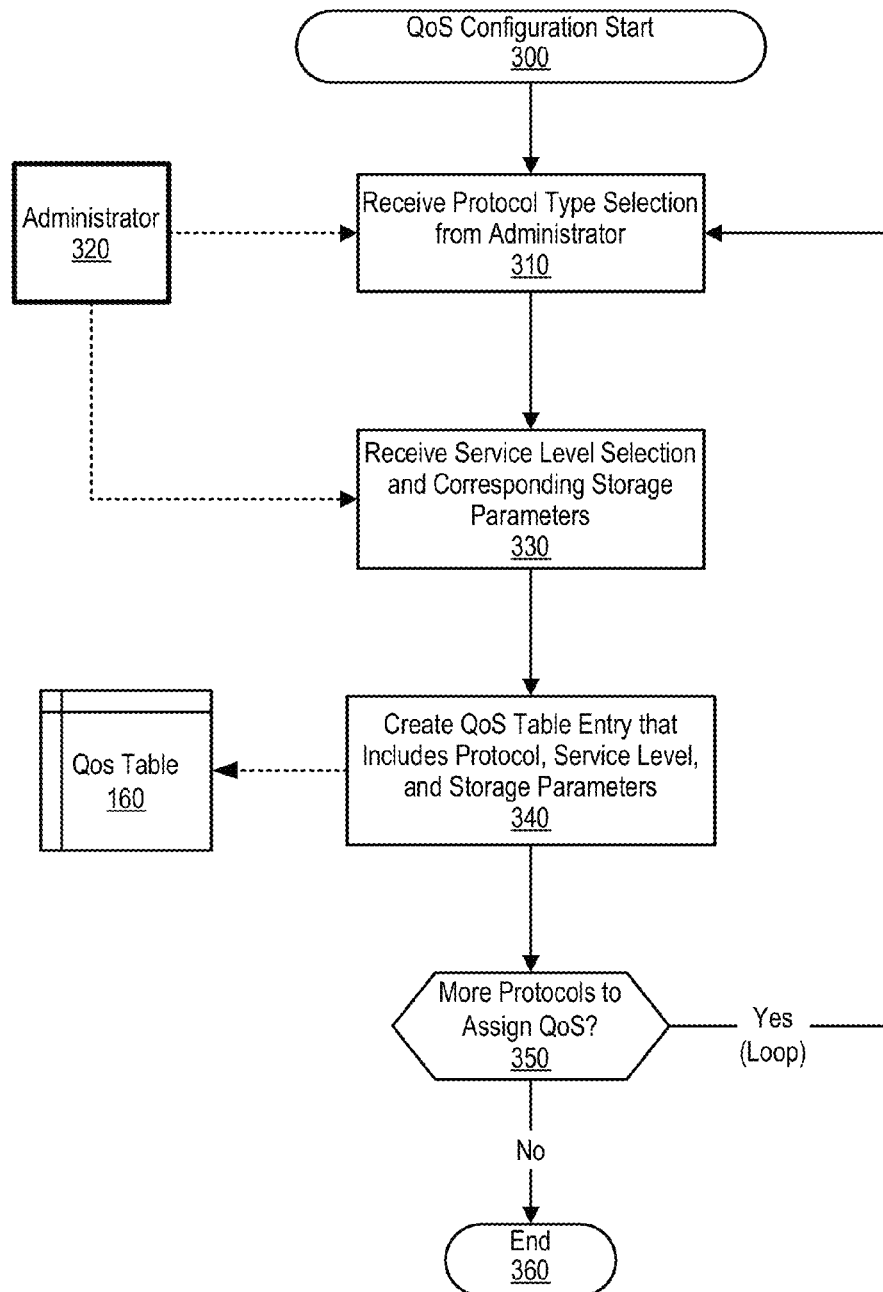 QoS Configuration Start
300
Administrator
320
Receive Protocol Type Selection
from Administrator
310
Receive Service Level Selection
and Corresponding Storage
Parameters
330
Qos Table
160
Create QoS Table Entry that
Includes Protocol, Service Level,
and Storage Parameters
340
More Protocols to
Assign QoS?
350
Yes
(Loop)
No
End
360